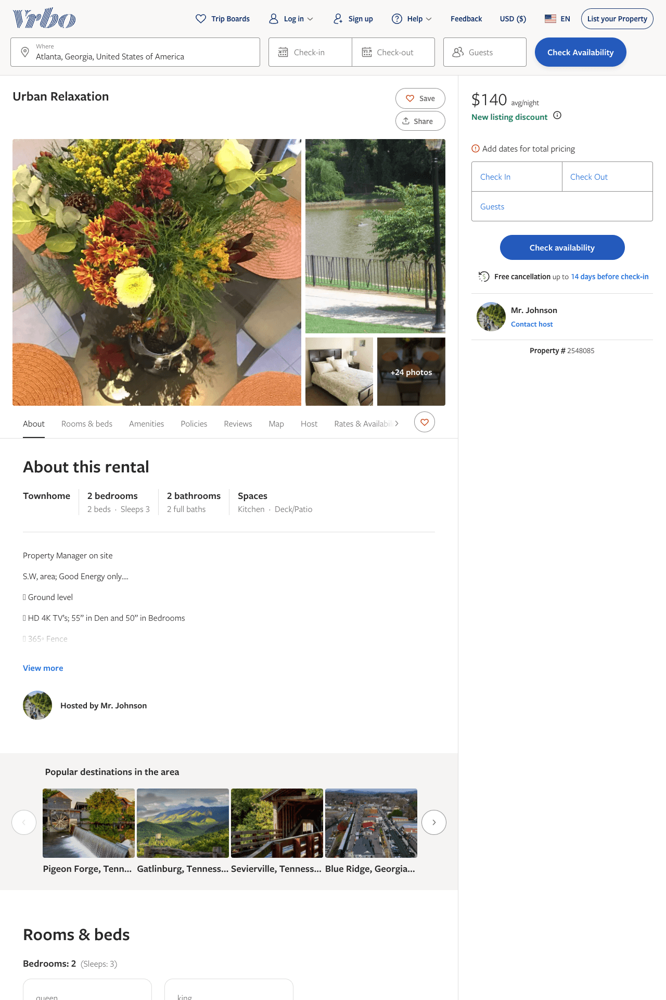 Vrbo
Trip Boards
Log in
Sign up
Help
Feedback
USD ($)
EN
List your Property
Where
Atlanta, Georgia, United States of America
Check-in
Check-out
Guests
Check Availability
Urban Relaxation
Save
Share
+24 photos
$140 avg/night
New listing discount
Add dates for total pricing
Check In
Check Out
Guests
Check availability
Free cancellation up to 14 days before check-in
Mr. Johnson
Contact host
Property # 2548085
About
Rooms & beds
Amenities
Policies
Reviews
Map
Host
Rates & Availabili
About this rental
Townhome
2 bedrooms
2 beds · Sleeps 3
2 bathrooms
2 full baths
Spaces
Kitchen · Deck/Patio
Property Manager on site
S.W, area; Good Energy only....
Ground level
HD 4K TV’s; 55” in Den and 50” in Bedrooms
365◦ Fence
View more
Hosted by Mr. Johnson
Popular destinations in the area
Pigeon Forge, Tenn...
Gatlinburg, Tenness...
Sevierville, Tenness...
Blue Ridge, Georgia...
Rooms & beds
Bedrooms: 2 (Sleeps: 3)
queen
king